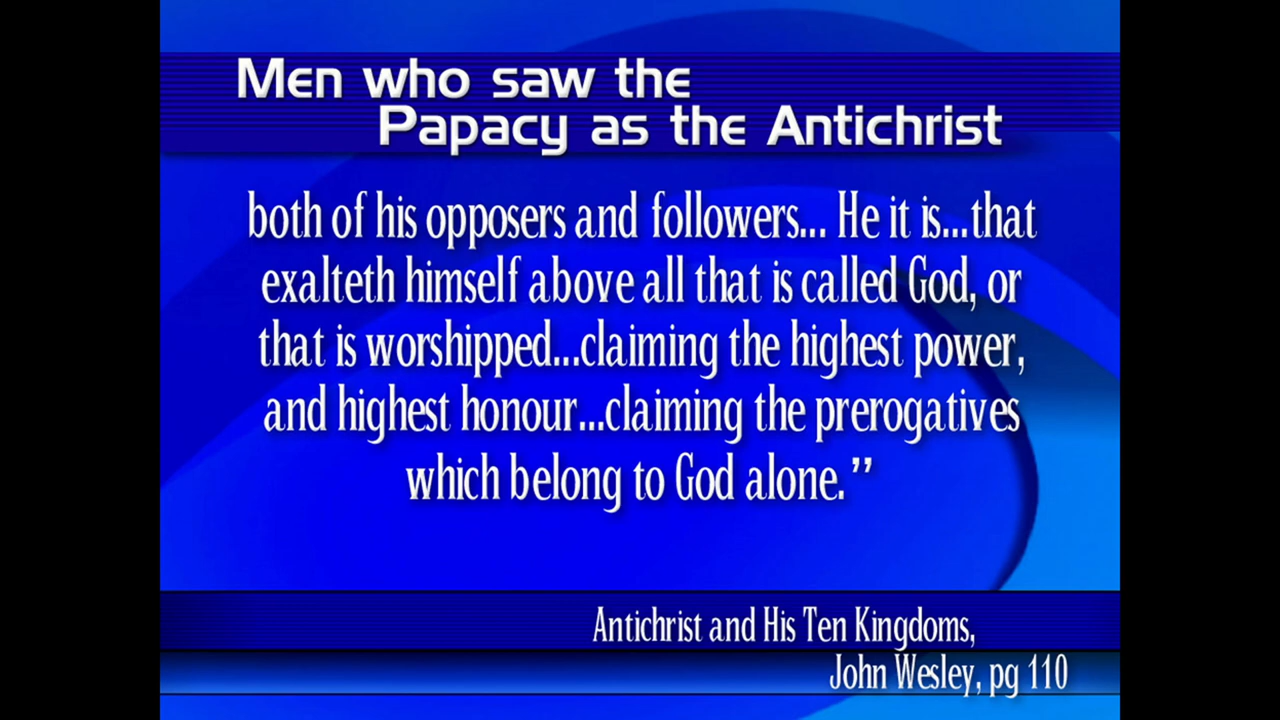 Men who saw the
Papacy as the Antichrist
both of his opposers and followers... He it is...that
exalteth himself above all that is called God, or
that is worshipped...claiming the highest power,
and highest honour...claiming the prerogatives
which belong to God alone.”
Antichrist and His Ten Kingdoms,
John Wesley, pg 110